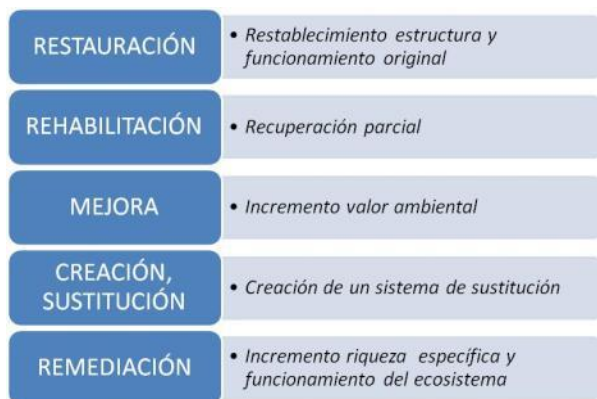 RESTAURACIÓN
• Restablecimiento estructura y
funcionamiento original
REHABILITACIÓN
• Recuperación parcial
MEJORA
• Incremento valor ambiental
CREACIÓN,
SUSTITUCIÓN
• Creación de un sistema de sustitución
REMEDIACIÓN
• Incremento riqueza específica y
funcionamiento del ecosistema